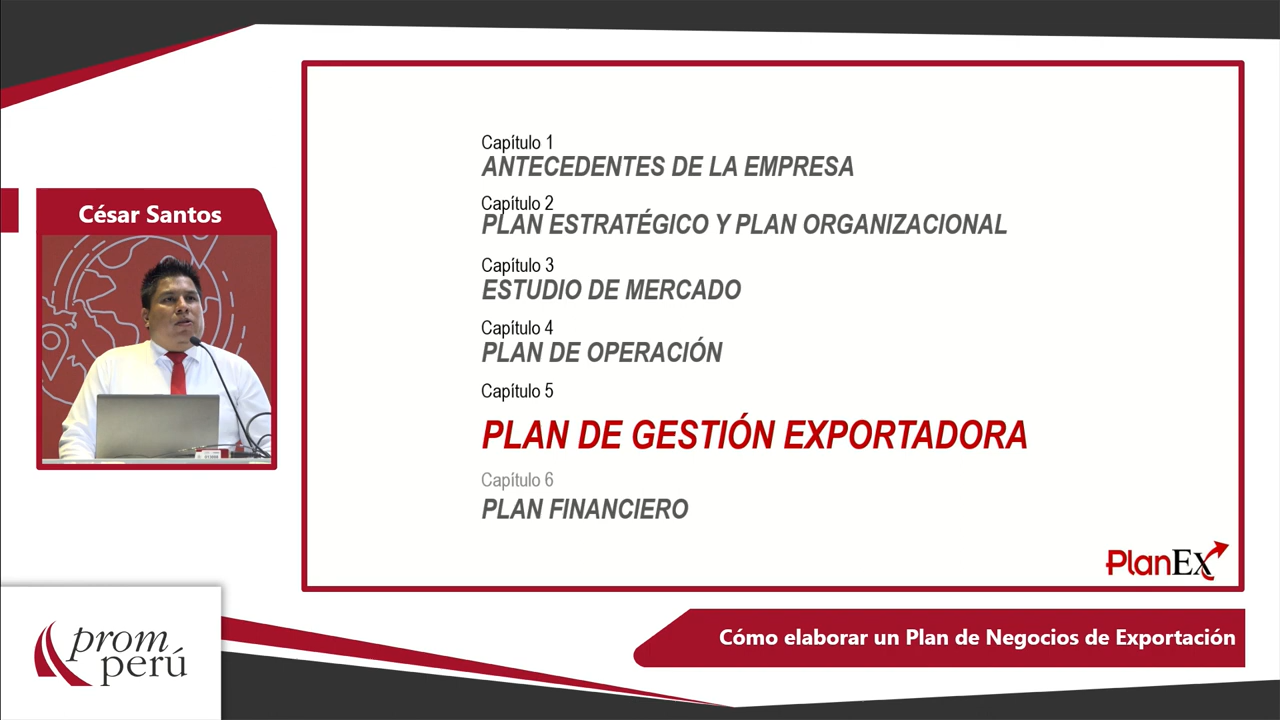 César Santos
Capítulo 1
ANTECEDENTES DE LA EMPRESA
Capítulo 2
PLAN ESTRATÉGICO Y PLAN ORGANIZACIONAL
Capítulo 3
ESTUDIO DE MERCADO
Capítulo 4
PLAN DE OPERACIÓN
Capítulo 5
PLAN DE GESTIÓN EXPORTADORA
Capítulo 6
PLAN FINANCIERO
PlanEx
prom
perú
Cómo elaborar un Plan de Negocios de Exportación